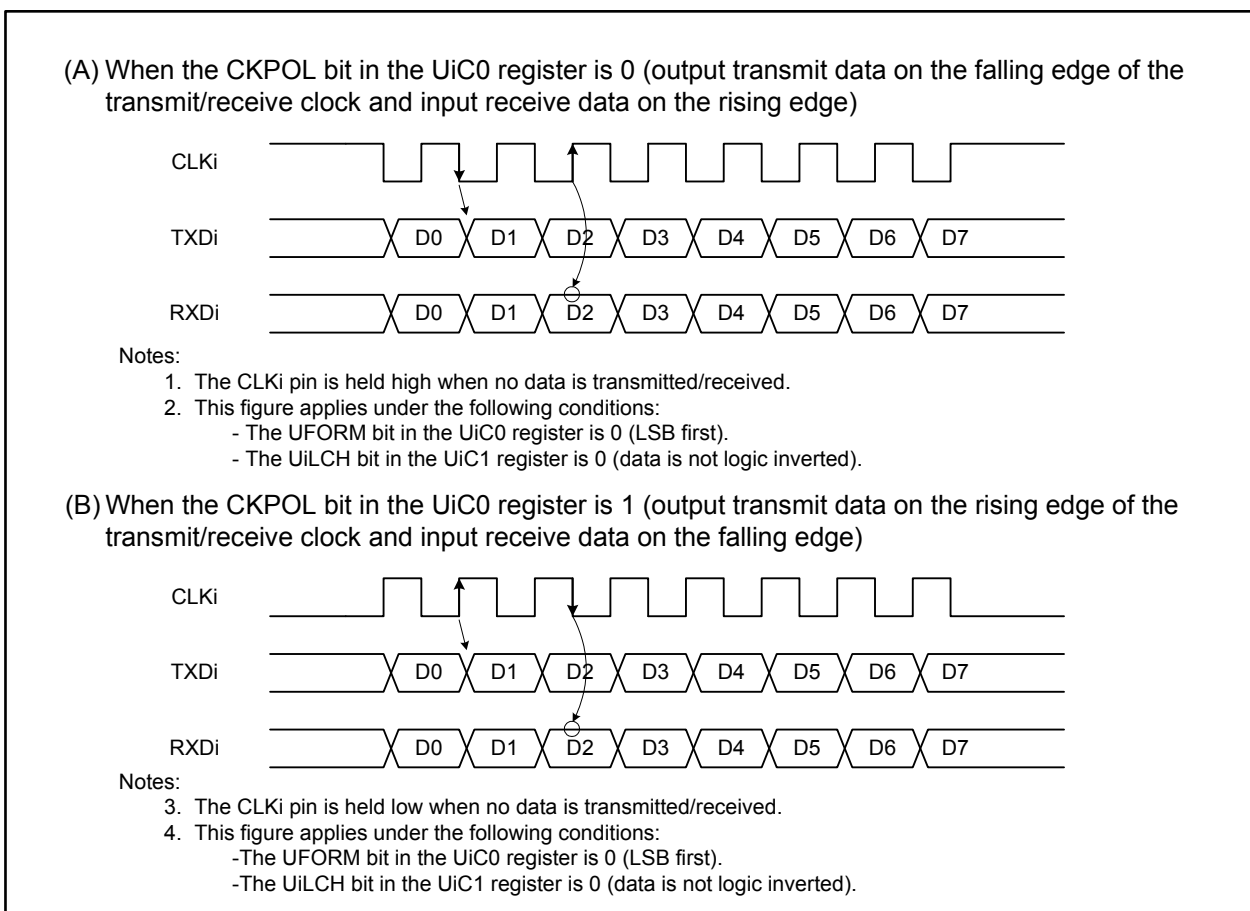 (A) When the CKPOL bit in the UiC0 register is 0 (output transmit data on the falling edge of the
transmit/receive clock and input receive data on the rising edge)
CLKi
TXDi D0 D1 D2 D3 D4 D5 D6 D7
RXDi D0 D1 D2 D3 D4 D5 D6 D7
Notes:
1. The CLKi pin is held high when no data is transmitted/received.
2. This figure applies under the following conditions:
- The UFORM bit in the UiC0 register is 0 (LSB first).
- The UiLCH bit in the UiC1 register is 0 (data is not logic inverted).
(B) When the CKPOL bit in the UiC0 register is 1 (output transmit data on the rising edge of the
transmit/receive clock and input receive data on the falling edge)
CLKi
TXDi D0 D1 D2 D3 D4 D5 D6 D7
RXDi D0 D1 D2 D3 D4 D5 D6 D7
Notes:
3. The CLKi pin is held low when no data is transmitted/received.
4. This figure applies under the following conditions:
-The UFORM bit in the UiC0 register is 0 (LSB first).
-The UiLCH bit in the UiC1 register is 0 (data is not logic inverted).